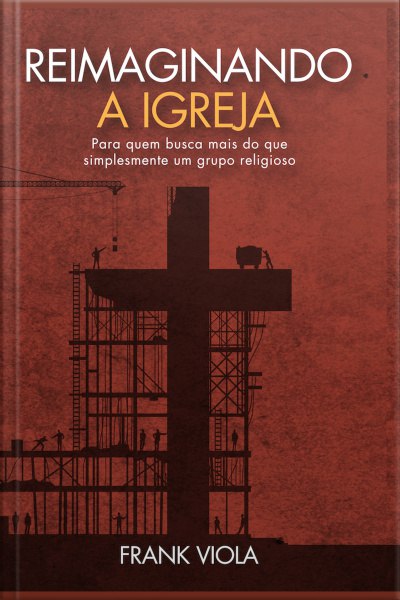 REIMAGINANDO
A IGREJA
Para quem busca mais do que
simplesmente um grupo religioso
FRANK VIOLA